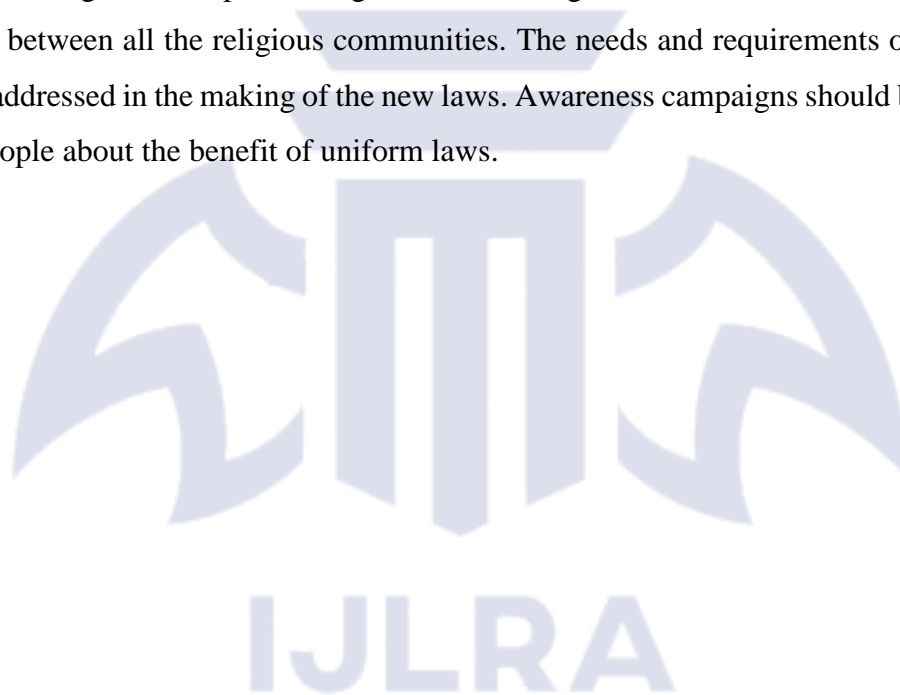 between all the religious communities. The needs and requirements
addressed in the making of the new laws. Awareness campaigns should
about the benefit of uniform laws.
IJLRA